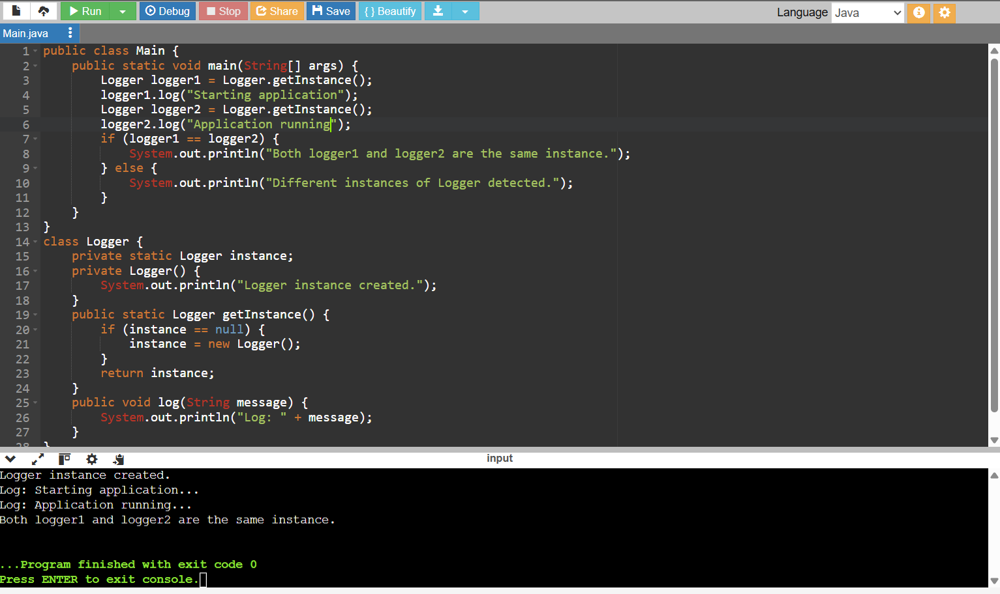 Run Debug Stop Share Save { } Beautify Language Java
Main.java
1 public class Main {
2     public static void main(String[] args) {
3         Logger logger1 = Logger.getInstance();
4         logger1.log("Starting application");
5         Logger logger2 = Logger.getInstance();
6         logger2.log("Application running");
7         if (logger1 == logger2) {
8             System.out.println("Both logger1 and logger2 are the same instance.");
9         } else {
10             System.out.println("Different instances of Logger detected.");
11         }
12     }
13 }
14 class Logger {
15     private static Logger instance;
16     private Logger() {
17         System.out.println("Logger instance created.");
18     }
19     public static Logger getInstance() {
20         if (instance == null) {
21             instance = new Logger();
22         }
23         return instance;
24     }
25     public void log(String message) {
26         System.out.println("Log: " + message);
27     }
28 }
input
Logger instance created.
Log: Starting application...
Log: Application running...
Both logger1 and logger2 are the same instance.
...Program finished with exit code 0
Press ENTER to exit console.